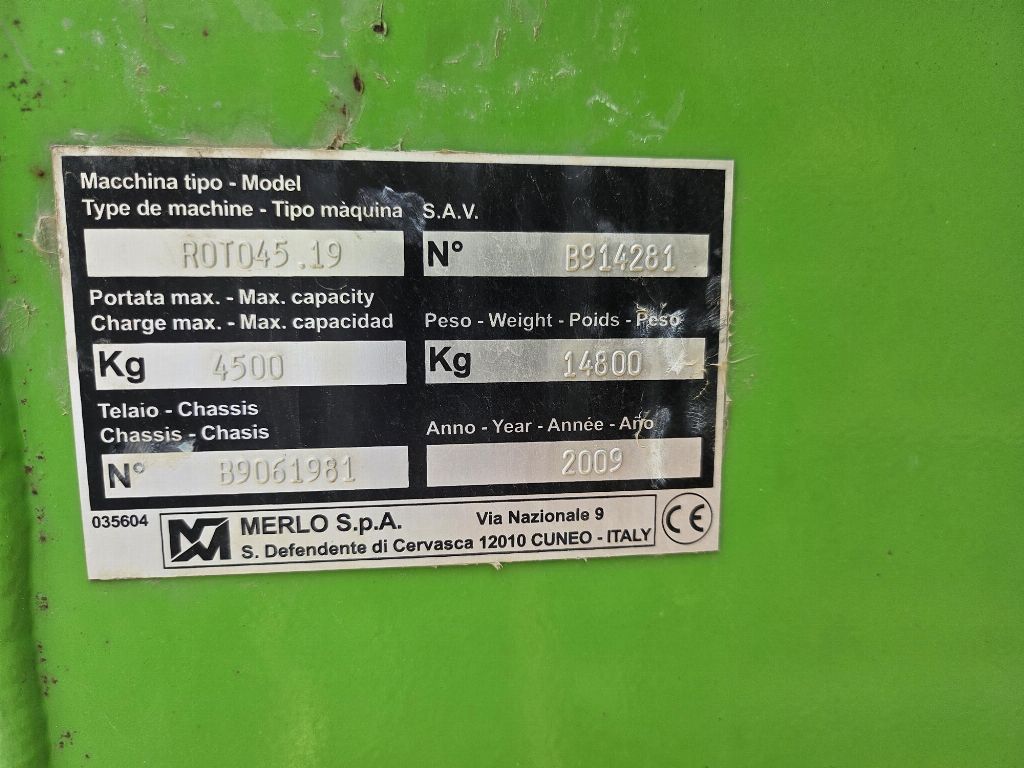 Macchina tipo - Model
Type de machine - Tipo màquina
S.A.V.
ROTO45.19
N° B914281
Portata max. - Max. capacity
Charge max. - Max. capacidad
Peso - Weight - Poids - Peso
Kg 4500
Kg 14800
Telaio - Chassis
Chassis - Chasis
Anno - Year - Année - Año
N° B9061981
2009
035604
MERLO S.p.A. Via Nazionale 9
S. Defendente di Cervasca 12010 CUNEO - ITALY
CE